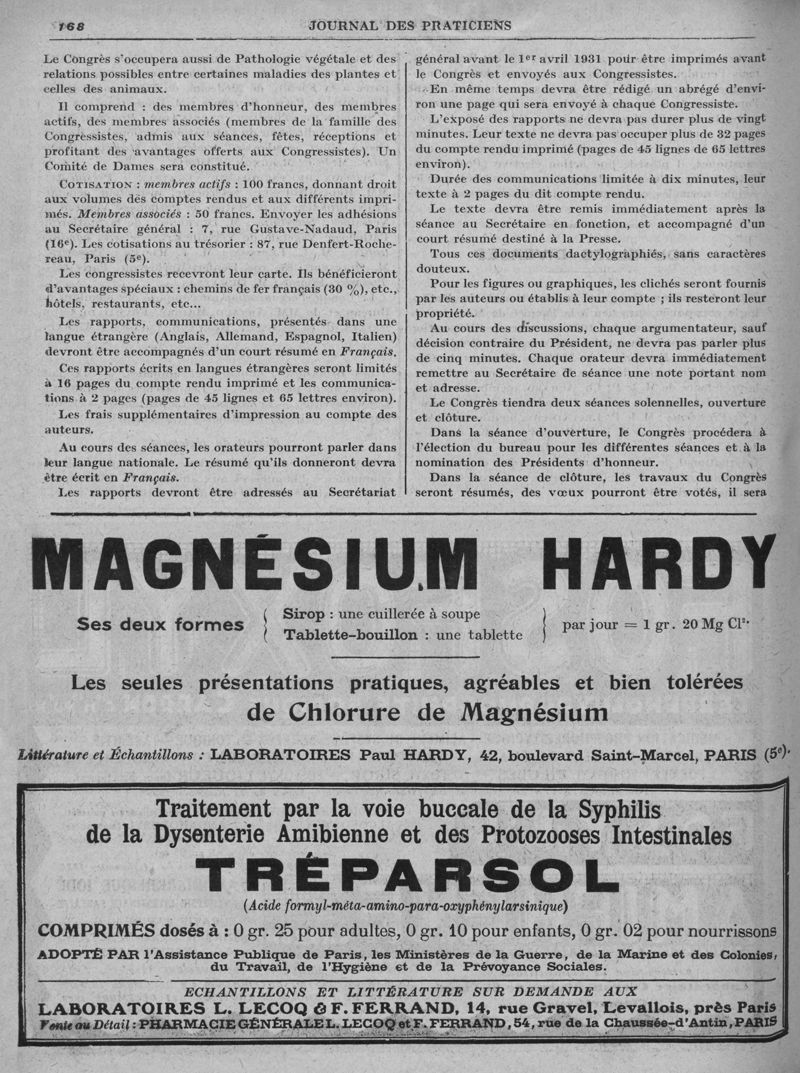 168
JOURNAL DES PRATICIENS
Le Congrès s'occupera aussi de Pathologie végétale et des
relations possibles entre certaines maladies des plantes et
celles des animaux.
Il comprend : des membres d'honneur, des membres
actifs, des membres associés (membres de la famille des
Congressistes, admis aux séances, fêtes, réceptions et
profitant des avantages offerts aux Congressistes). Un
Comité de Dames sera constitué.
COTISATION : membres actifs : 100 francs, donnant droit
aux volumes des comptes rendus et aux différents impri-
més. Membres associés : 50 francs. Envoyer les adhésions
au Secrétaire général : 7, rue Gustave-Nadaud, Paris
(16e). Les cotisations au trésorier : 87, rue Denfert-Roche-
reau, Paris (5e).
Les congressistes recevront leur carte. Ils bénéficieront
d'avantages spéciaux : chemins de fer français (30 %), etc.,
hôtels, restaurants, etc...
Les rapports, communications, présentés dans une
langue étrangère (Anglais, Allemand, Espagnol, Italien)
devront être accompagnés d'un court résumé en Français.
Ces rapports écrits en langues étrangères seront limités
à 16 pages du compte rendu imprimé et les communica-
tions à 2 pages (pages de 45 lignes et 65 lettres environ).
Les frais supplémentaires d'impression au compte des
auteurs.
Au cours des séances, les orateurs pourront parler dans
leur langue nationale. Le résumé qu'ils donneront devra
être écrit en Français.
Les rapports devront être adressés au Secrétariat
général avant le 1er avril 1931 pour être imprimés avant
le Congrès et envoyés aux Congressistes.
En même temps devra être rédigé un abrégé d'envi-
ron une page qui sera envoyé à chaque Congressiste.
L'exposé des rapports ne devra pas durer plus de vingt
minutes. Leur texte ne devra pas occuper plus de 32 pages
du compte rendu imprimé (pages de 45 lignes de 65 lettres
environ).
Durée des communications limitée à dix minutes, leur
texte à 2 pages du dit compte rendu.
Le texte devra être remis immédiatement après la
séance au Secrétaire en fonction, et accompagné d'un
court résumé destiné à la Presse.
Tous ces documents dactylographiés, sans caractères
douteux.
Pour les figures ou graphiques, les clichés seront fournis
par les auteurs ou établis à leur compte ; ils resteront leur
propriété.
Au cours des discussions, chaque argumentateur, sauf
décision contraire du Président, ne devra pas parler plus
de cinq minutes. Chaque orateur devra immédiatement
remettre au Secrétaire de séance une note portant nom
et adresse.
Le Congrès tiendra deux séances solennelles, ouverture
et clôture.
Dans la séance d'ouverture, le Congrès procédera à
l'élection du bureau pour les différentes séances et à la
nomination des Présidents d'honneur.
Dans la séance de clôture, les travaux du Congrès
seront résumés, des vœux pourront être votés, il sera
MAGNÉSIUM HARDY
Ses deux formes
Sirop : une cuillerée à soupe
Tablette-bouillon : une tablette
par jour = 1 gr. 20 Mg Cl².
Les seules présentations pratiques, agréables et bien tolérées
de Chlorure de Magnésium
Littérature et Échantillons : LABORATOIRES Paul HARDY, 42, boulevard Saint-Marcel, PARIS (5e).
Traitement par la voie buccale de la Syphilis
de la Dysenterie Amibienne et des Protozooses Intestinales
TRÉPARSOL
(Acide formyl-méta-amino-para-oxyphénylarsinique)
COMPRIMÉS dosés à : 0 gr. 25 pour adultes, 0 gr. 10 pour enfants, 0 gr. 02 pour nourrissons
ADOPTÉ PAR l'Assistance Publique de Paris, les Ministères de la Guerre, de la Marine et des Colonies,
du Travail, de l'Hygiène et de la Prévoyance Sociales.
ECHANTILLONS ET LITTÉRATURE SUR DEMANDE AUX
LABORATOIRES L. LECOQ & F. FERRAND, 14, rue Gravel, Levallois, près Paris
Vente au Détail : PHARMACIE GÉNÉRALE L. LECOQ et F. FERRAND, 54, rue de la Chaussée-d'Antin, PARIS